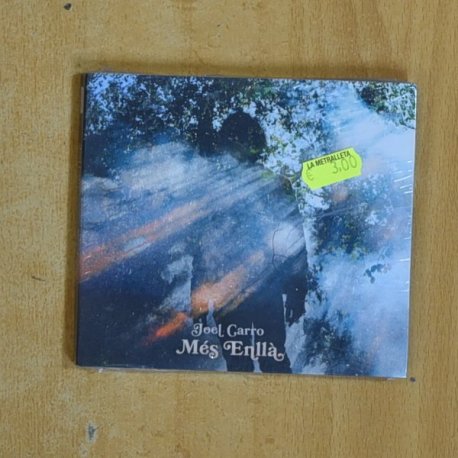 LA METRALLETA
€ 3,00
Joel Carro
Més Enllà